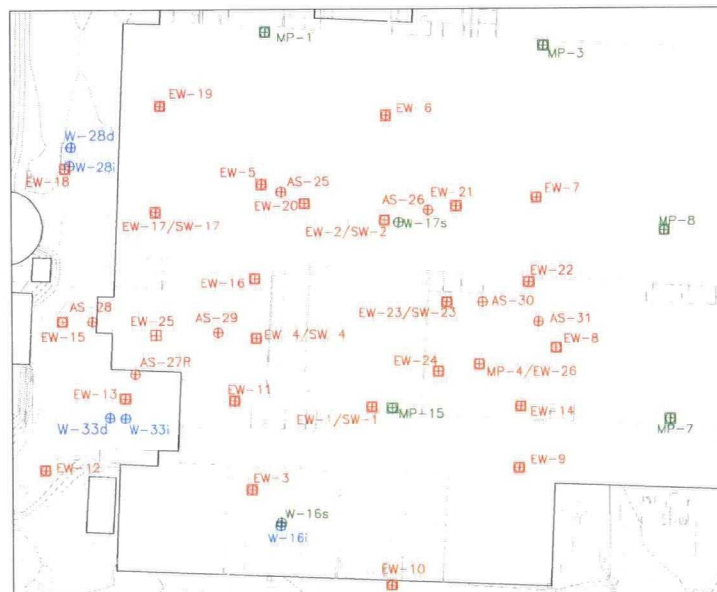 MP-1
MP-3
EW-19
EW-6
W-28d
W-28i
EW-18
EW-5
AS-25
EW-20
AS-26
EW-21
EW-7
EW-17/SW-17
EW-2/SW-2
W-17s
MP-8
EW-16
EW-22
EW-23/SW-23
AS-30
AS-28
AS-31
EW-15
EW-25
AS-29
EW-4/SW-4
EW-8
EW-24
MP-4/EW-26
AS-27R
EW-13
EW-11
EW-1/SW-1
MP-15
EW-14
MP-7
W-33d
W-33i
EW-12
EW-9
EW-3
W-16s
W-16i
EW-10